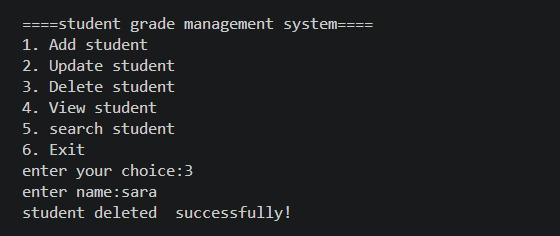 ====student grade management system====
1. Add student
2. Update student
3. Delete student
4. View student
5. search student
6. Exit
enter your choice:3
enter name:sara
student deleted  successfully!